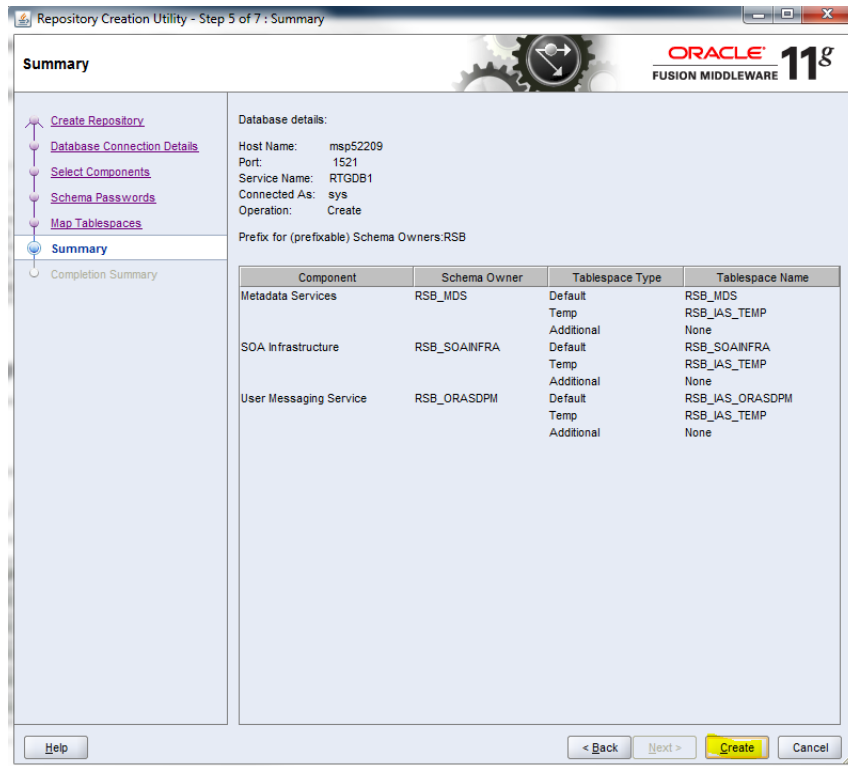 Repository Creation Utility - Step 5 of 7 : Summary
Summary
ORACLE
FUSION MIDDLEWARE 11g
Create Repository
Database Connection Details
Select Components
Schema Passwords
Map Tablespaces
Summary
Completion Summary
Database details:
Host Name: msp52209
Port: 1521
Service Name: RTGDB1
Connected As: sys
Operation: Create
Prefix for (prefixable) Schema Owners:RSB
Component Schema Owner Tablespace Type Tablespace Name
Metadata Services RSB_MDS Default RSB_MDS
Temp RSB_IAS_TEMP
Additional None
SOA Infrastructure RSB_SOAINFRA Default RSB_SOAINFRA
Temp RSB_IAS_TEMP
Additional None
User Messaging Service RSB_ORASDPM Default RSB_IAS_ORASDPM
Temp RSB_IAS_TEMP
Additional None
Help < Back Next > Create Cancel